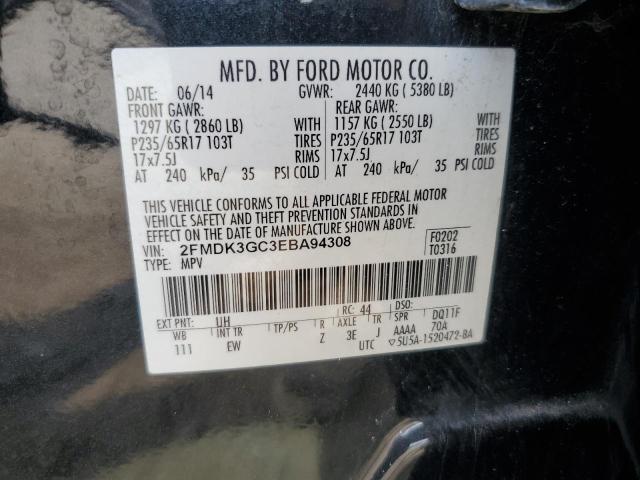 MFD. BY FORD MOTOR CO.
DATE: 06/14 GVWR: 2440 KG ( 5380 LB)
FRONT GAWR: REAR GAWR:
1297 KG ( 2860 LB) WITH 1157 KG ( 2550 LB) WITH
P235/65R17 103T TIRES P235/65R17 103T TIRES
17x7.5J RIMS 17x7.5J RIMS
AT 240 kPa/ 35 PSI COLD AT 240 kPa/ 35 PSI COLD
THIS VEHICLE CONFORMS TO ALL APPLICABLE FEDERAL MOTOR
VEHICLE SAFETY AND THEFT PREVENTION STANDARDS IN
EFFECT ON THE DATE OF MANUFACTURE SHOWN ABOVE.
VIN: 2FMDK3GC3EBA94308 F0202
TYPE: MPV T0316
EXT PNT: UH RC: 44 DSO: DQ11F
WB INT TR TP/PS R AXLE TR SPR
111 EW Z 3E J AAAA 70A
UTC ▽5U5A-1520472-BA